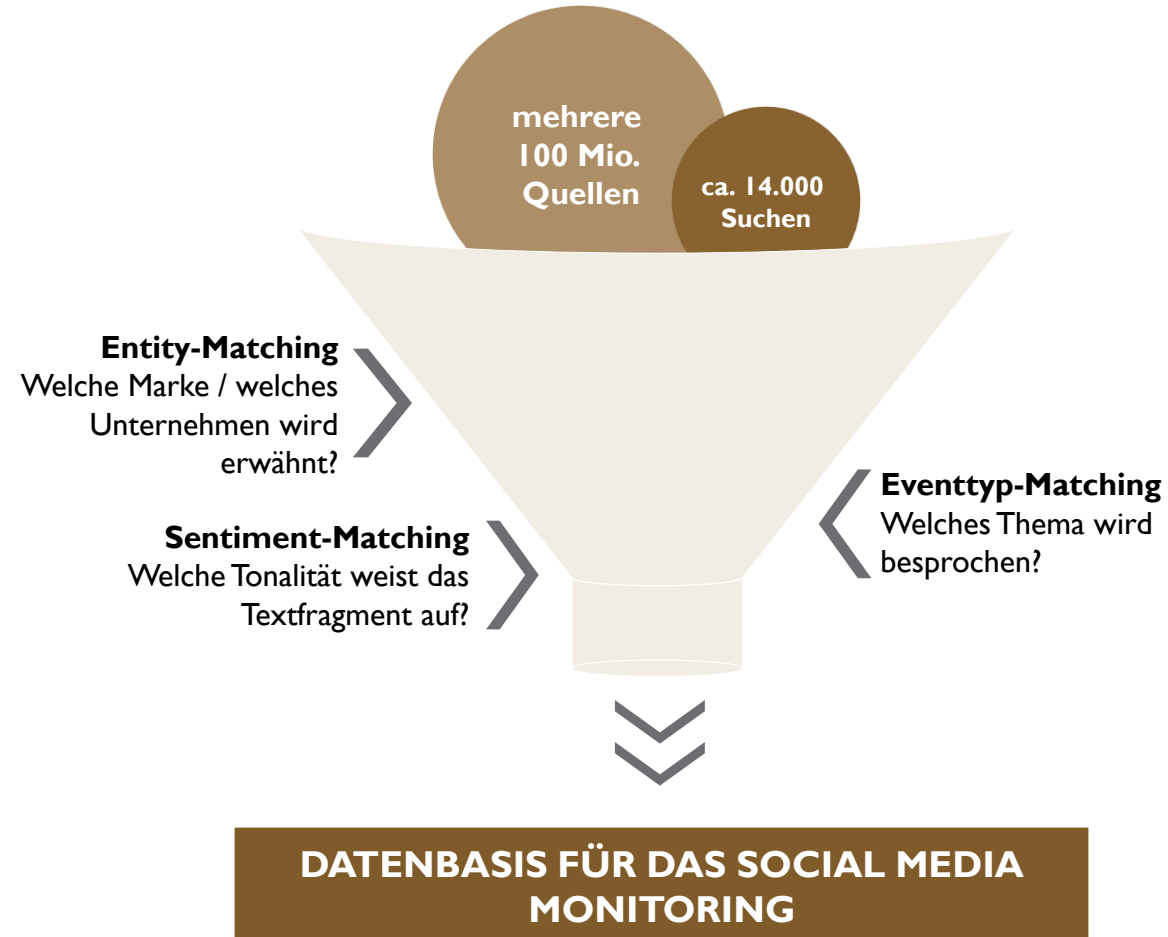 mehrere
100 Mio.
Quellen
ca. 14.000
Suchen
Entity-Matching
Welche Marke / welches
Unternehmen wird
erwähnt?
Sentiment-Matching
Welche Tonalität weist das
Textfragment auf?
Eventtyp-Matching
Welches Thema wird
besprochen?
DATENBASIS FÜR DAS SOCIAL MEDIA
MONITORING